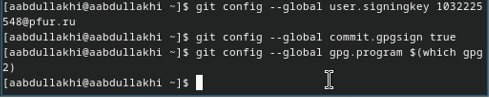 [aabdullakhi@aabdullakhi ~]$ git config --global user.signingkey 1032225
548@pfur.ru
[aabdullakhi@aabdullakhi ~]$ git config --global commit.gpgsign true
[aabdullakhi@aabdullakhi ~]$ git config --global gpg.program $(which gpg
2)
[aabdullakhi@aabdullakhi ~]$